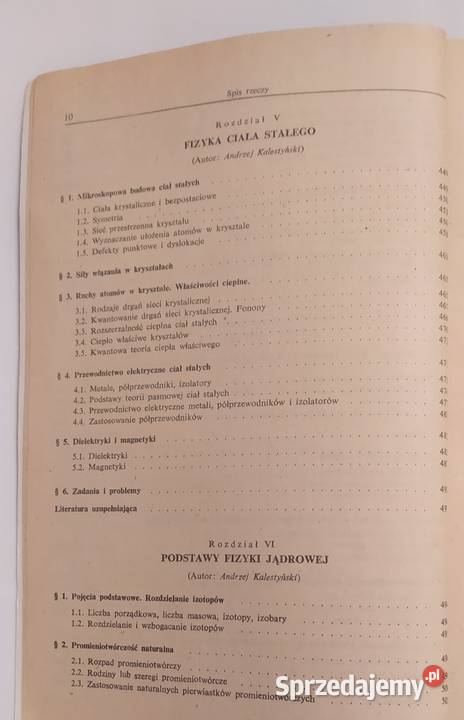 10
Spis rzeczy
Rozdział V
FIZYKA CIAŁA STAŁEGO
(Autor: Andrzej Kalestyński)
§ 1. Mikroskopowa budowa ciał stałych
1.1. Ciała krystaliczne i bezpostaciowe
1.2. Symetria
1.3. Sieć przestrzenna kryształu
1.4. Wyznaczanie ułożenia atomów w krysztale
1.5. Defekty punktowe i dyslokacje
§ 2. Siły wiązania w kryształach
§ 3. Ruchy atomów w krysztale. Właściwości cieplne.
3.1. Rodzaje drgań sieci krystalicznej
3.2. Kwantowanie drgań sieci krystalicznej. Fonony
3.3. Rozszerzalność cieplna ciał stałych
3.4. Ciepło właściwe kryształów
3.5. Kwantowa teoria ciepła właściwego
§ 4. Przewodnictwo elektryczne ciał stałych
4.1. Metale, półprzewodniki, izolatory
4.2. Podstawy teorii pasmowej ciał stałych
4.3. Przewodnictwo elektryczne metali, półprzewodników i izolatorów
4.4. Zastosowanie półprzewodników
§ 5. Dielektryki i magnetyki
5.1. Dielektryki
5.2. Magnetyki
§ 6. Zadania i problemy
Literatura uzupełniająca
Rozdział VI
PODSTAWY FIZYKI JĄDROWEJ
(Autor: Andrzej Kalestyński)
§ 1. Pojęcia podstawowe. Rozdzielanie izotopów
1.1. Liczba porządkowa, liczba masowa, izotopy, izobary
1.2. Rozdzielanie i wzbogacanie izotopów
§ 2. Promieniotwórczość naturalna
2.1. Rozpad promieniotwórczy
2.2. Rodziny lub szeregi promieniotwórcze
2.3. Zastosowanie naturalnych pierwiastków promieniotwórczych
Sprzedajemy.pl